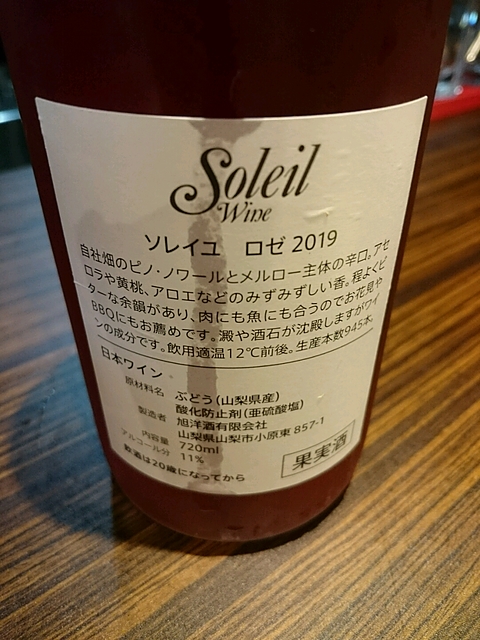 Soleil
Wine
ソレイユ ロゼ 2019
自社畑のピノ・ノワールとメルロー主体の辛口。アセ
ロラや黄桃、アロエなどのみずみずしい香。程よくビ
ターな余韻があり、肉にも魚にも合うのでお花見や
BBQにもお薦めです。澱や酒石が沈殿しますがワイ
ンの成分です。飲用適温12℃前後。生産本数945本。
日本ワイン
原材料名 ぶどう(山梨県産)
酸化防止剤(亜硫酸塩)
製造者 旭洋酒有限会社
山梨県山梨市小原東 857-1
内容量 720ml
アルコール分 11%
飲酒は20歳になってから
果実酒